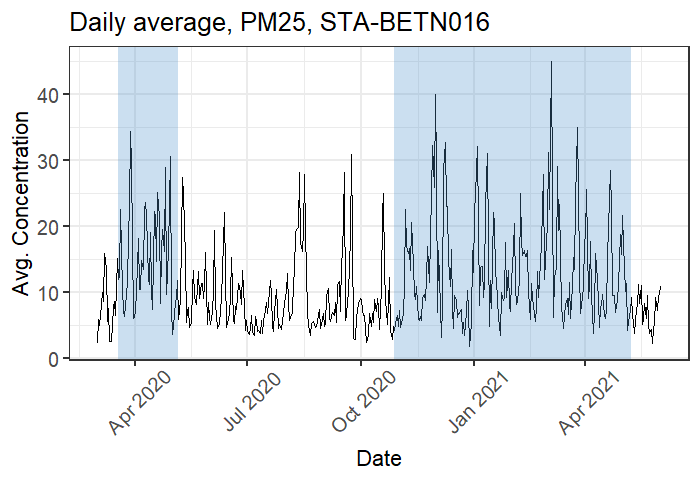 Daily average, PM25, STA-BETN016
Avg. Concentration
40
30
20
10
0
Apr 2020
Jul 2020
Oct 2020
Jan 2021
Apr 2021
Date